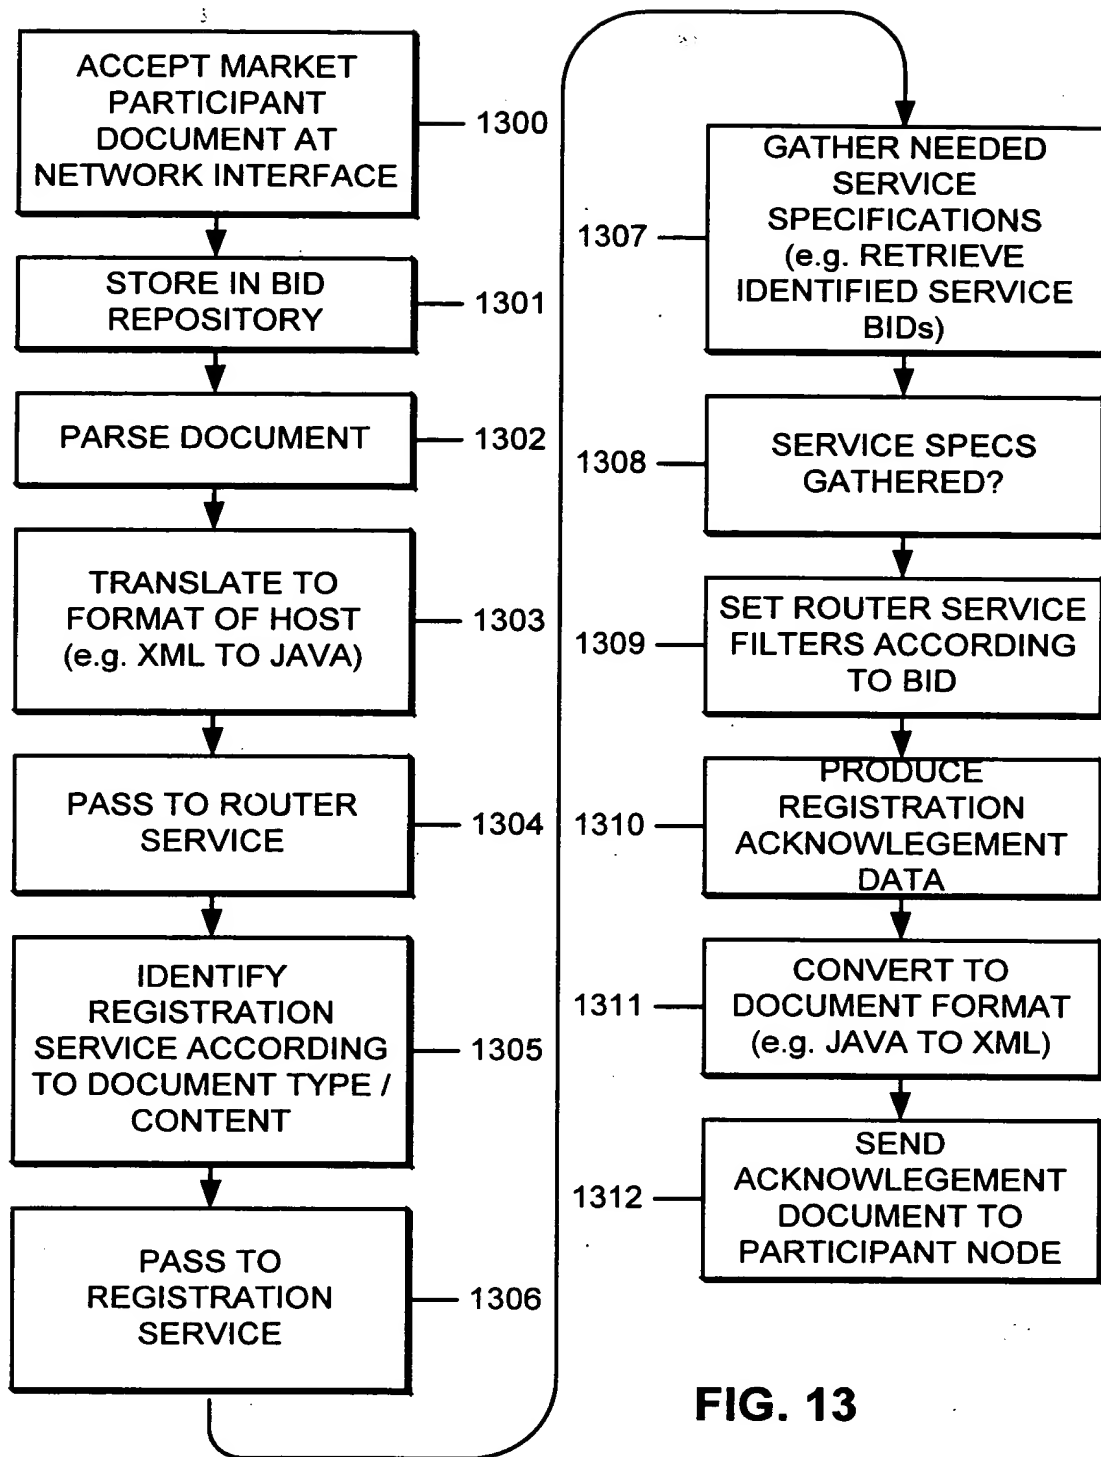 ACCEPT MARKET
PARTICIPANT
DOCUMENT AT
NETWORK INTERFACE
1300
STORE IN BID
REPOSITORY
1301
PARSE DOCUMENT
1302
TRANSLATE TO
FORMAT OF HOST
(e.g. XML TO JAVA)
1303
PASS TO ROUTER
SERVICE
1304
IDENTIFY
REGISTRATION
SERVICE ACCORDING
TO DOCUMENT TYPE /
CONTENT
1305
PASS TO
REGISTRATION
SERVICE
1306
GATHER NEEDED
SERVICE
SPECIFICATIONS
(e.g. RETRIEVE
IDENTIFIED SERVICE
BIDs)
1307
SERVICE SPECS
GATHERED?
1308
SET ROUTER SERVICE
FILTERS ACCORDING
TO BID
1309
PRODUCE
REGISTRATION
ACKNOWLEGEMENT
DATA
1310
CONVERT TO
DOCUMENT FORMAT
(e.g. JAVA TO XML)
1311
SEND
ACKNOWLEGEMENT
DOCUMENT TO
PARTICIPANT NODE
1312
FIG. 13